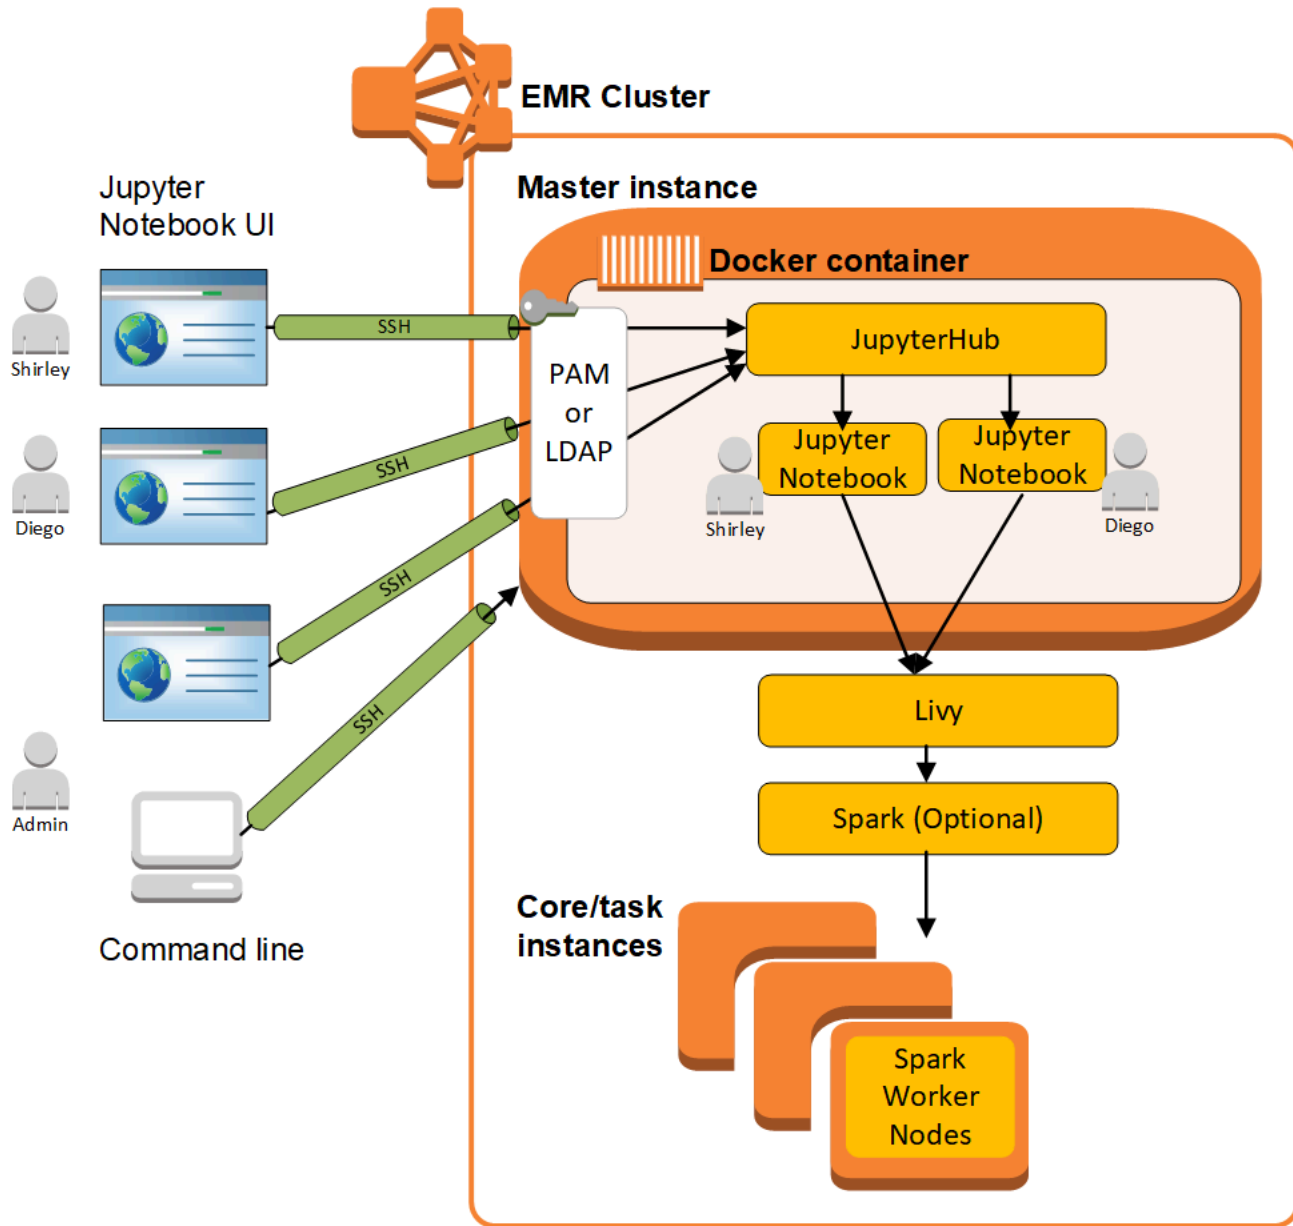 EMR Cluster
Jupyter
Notebook UI
Master instance
Docker container
Shirley
SSH
PAM
or
LDAP
JupyterHub
Jupyter
Notebook
Jupyter
Notebook
Shirley
Diego
Diego
SSH
SSH
Admin
SSH
Livy
Spark (Optional)
Command line
Core/task
instances
Spark
Worker
Nodes